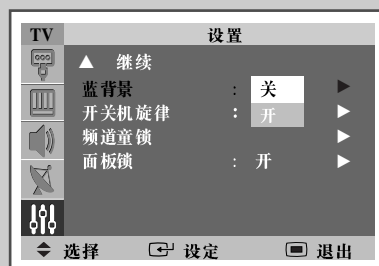 TV 设置
▲ 继续
蓝背景 : 关 ▶
开关机旋律 : 开 ▶
频道童锁 ▶
面板锁 : 开 ▶
选择 设定 退出